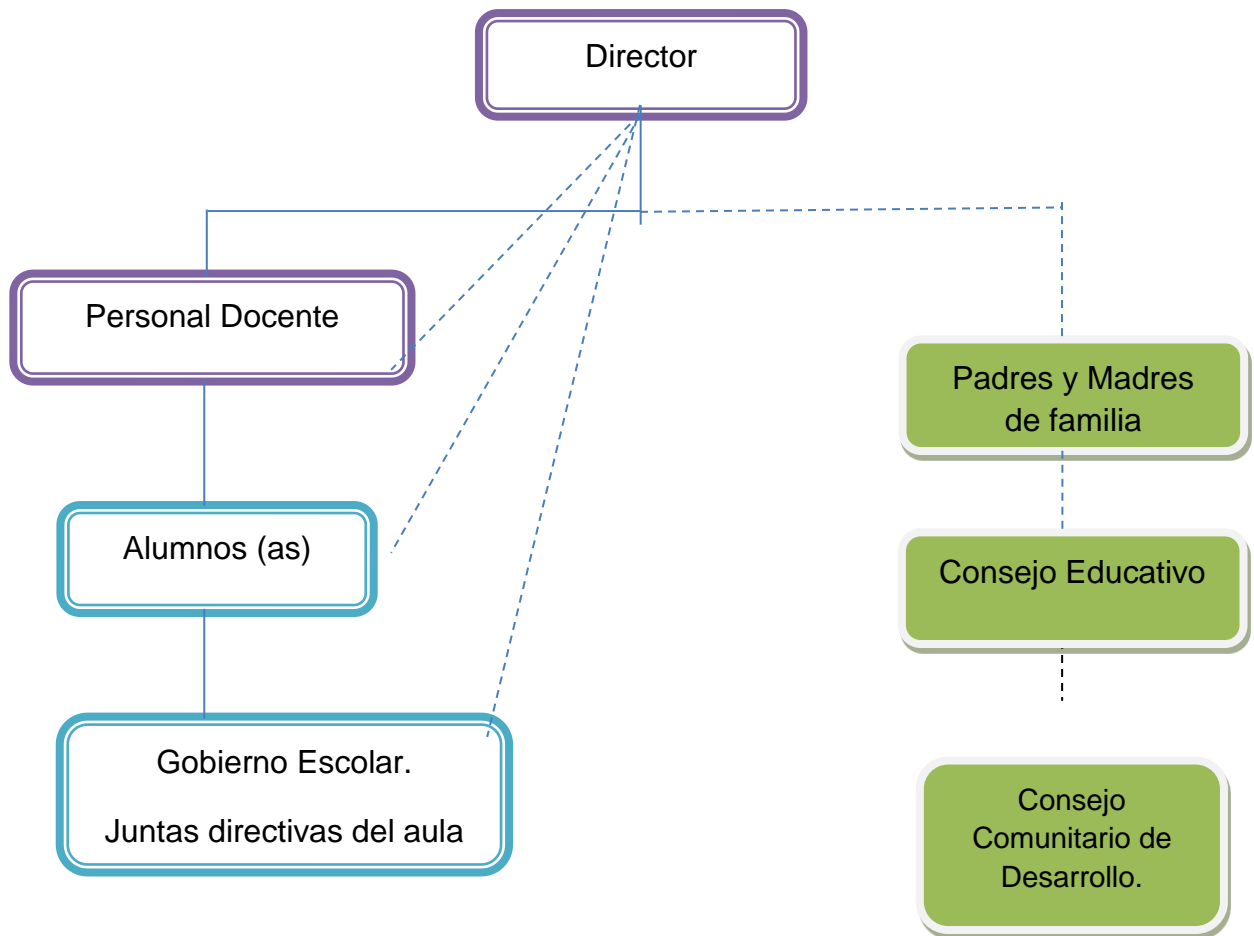 Director
Personal Docente
Padres y Madres
de familia
Alumnos (as)
Consejo Educativo
Gobierno Escolar.
Juntas directivas del aula
Consejo
Comunitario de
Desarrollo.